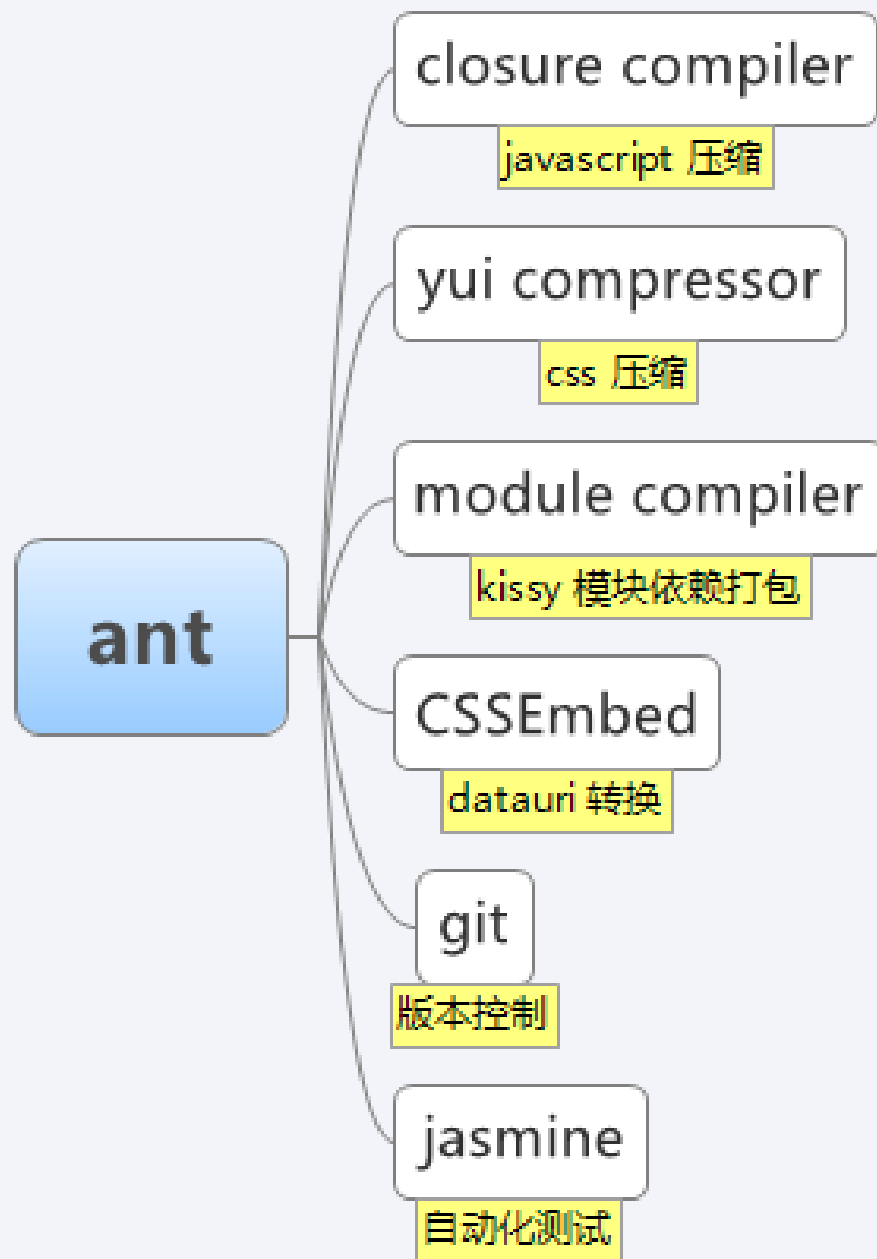 closure compiler
javascript 压缩
yui compressor
css 压缩
module compiler
kissy 模块依赖打包
ant
CSSEmbed
datauri 转换
git
版本控制
jasmine
自动化测试